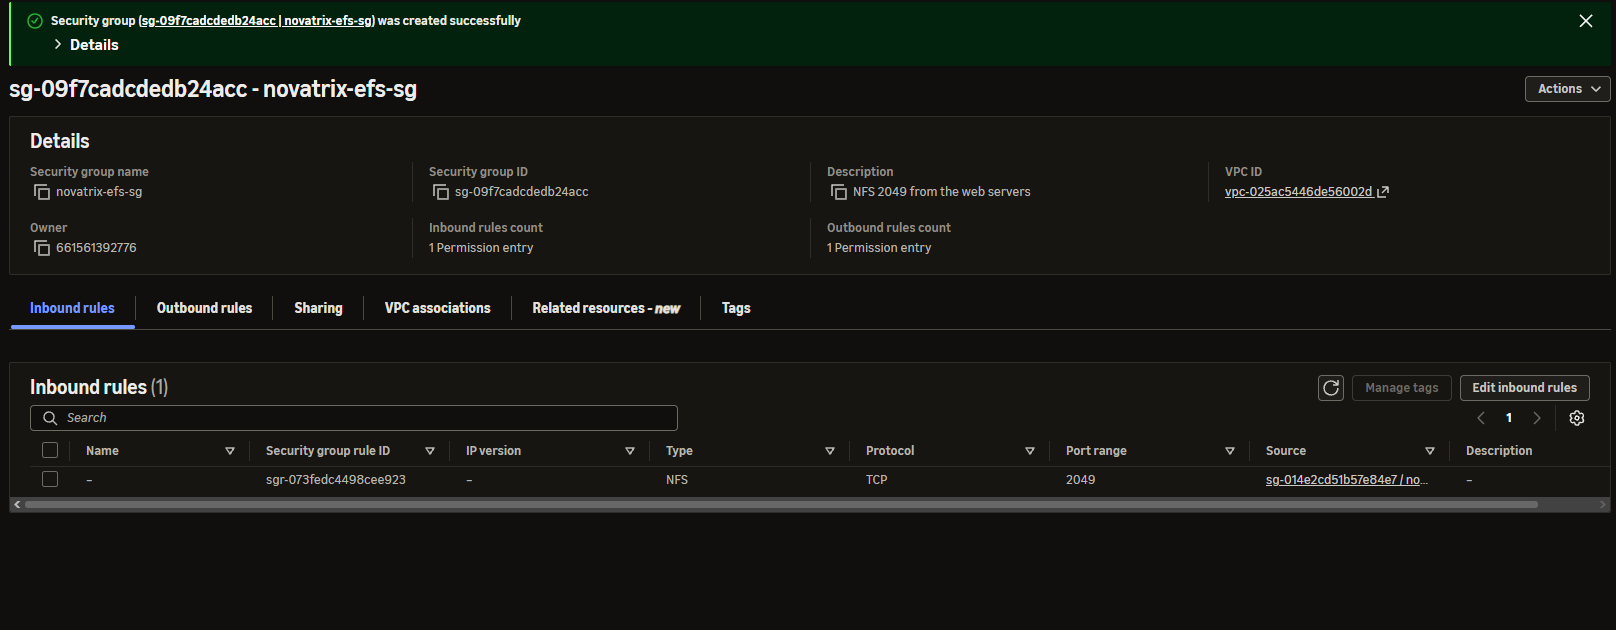 Security group (sg-09f7cadcdedb24acc | novatrix-efs-sg) was created successfully
Details
sg-09f7cadcdedb24acc - novatrix-efs-sg
Actions
Details
Security group name
novatrix-efs-sg
Security group ID
sg-09f7cadcdedb24acc
Description
NFS 2049 from the web servers
VPC ID
vpc-025ac5446de56002d
Owner
661561392776
Inbound rules count
1 Permission entry
Outbound rules count
1 Permission entry
Inbound rules Outbound rules Sharing VPC associations Related resources - new Tags
Inbound rules (1)
Manage tags Edit inbound rules
Search
1
Name Security group rule ID IP version Type Protocol Port range Source Description
– sgr-073fedc4498cee923 – NFS TCP 2049 sg-014e2cd51b57e84e7 / no... –